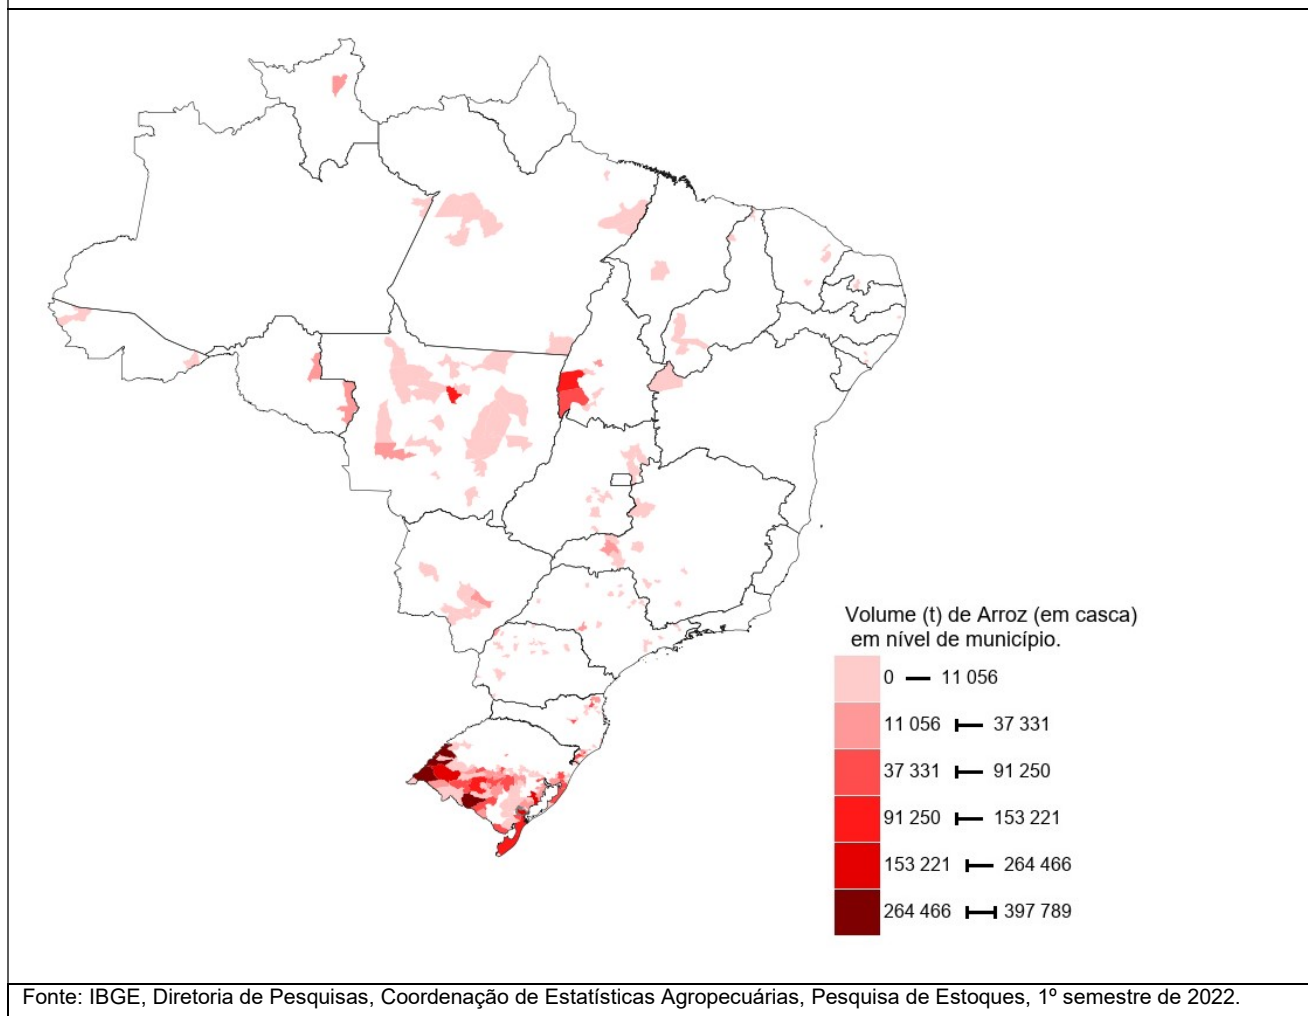 Volume (t) de Arroz (em casca)
em nível de município.
0 — 11 056
11 056 ⊢ 37 331
37 331 ⊢ 91 250
91 250 ⊢ 153 221
153 221 ⊢ 264 466
264 466 ⊢⊣ 397 789
Fonte: IBGE, Diretoria de Pesquisas, Coordenação de Estatísticas Agropecuárias, Pesquisa de Estoques, 1º semestre de 2022.